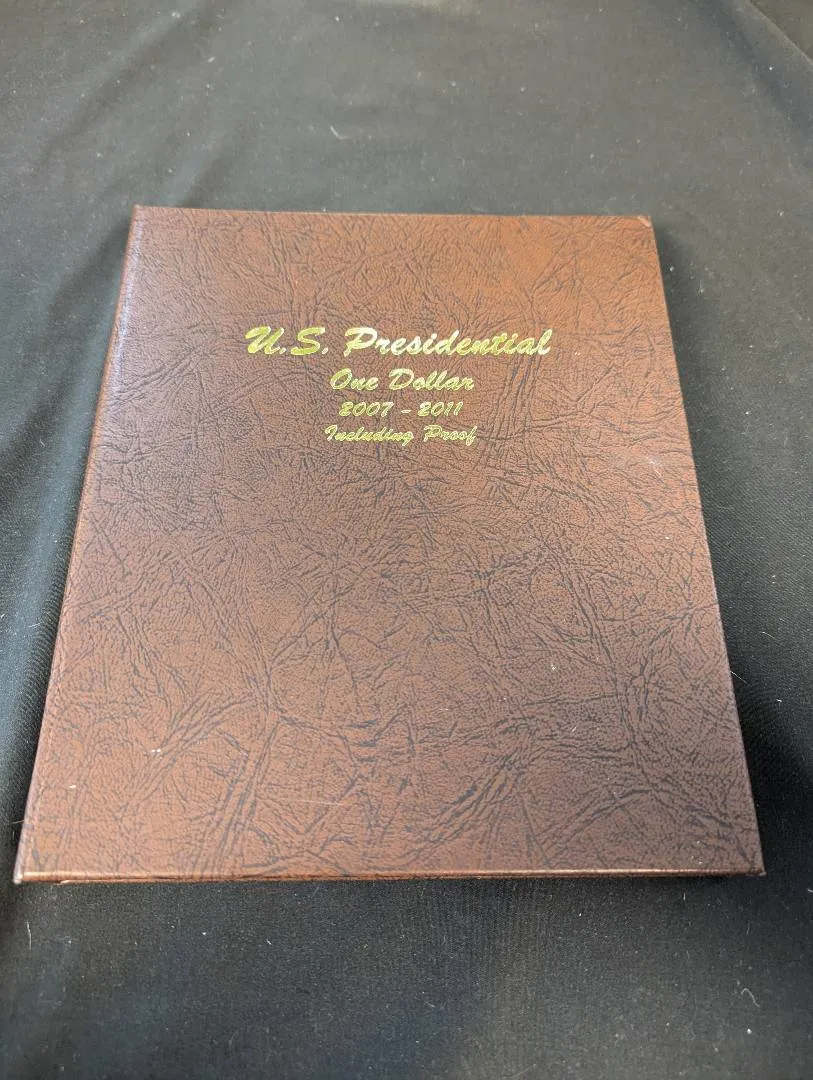 U.S. Presidential
One Dollar
2007 - 2011
Including Proof